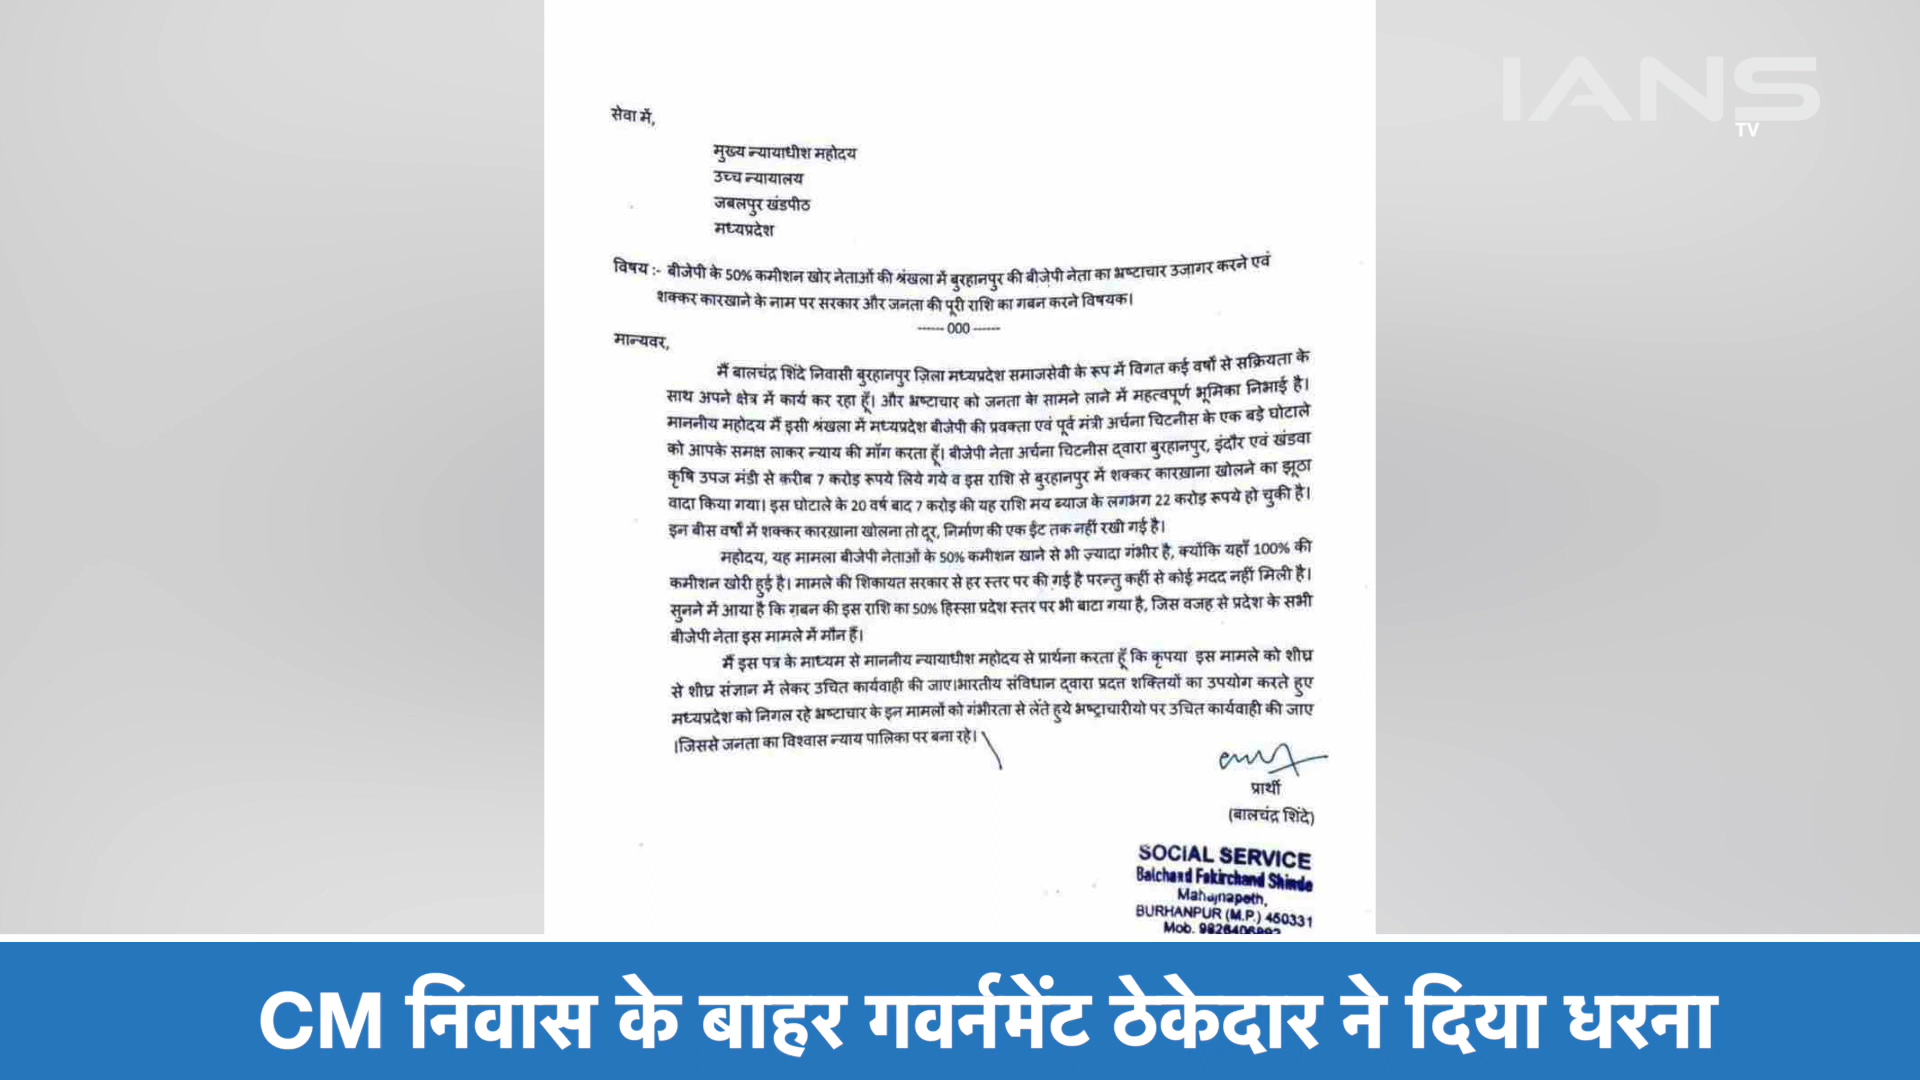 IANS
TV
सेवा में,
मुख्य न्यायाधीश महोदय
उच्च न्यायालय
जबलपुर खंडपीठ
मध्यप्रदेश
विषय :- बीजेपी के 50% कमीशन खोर नेताओं की श्रंखला में बुरहानपुर की बीजेपी नेता का भ्रष्टाचार उजागर करने एवं
शक्कर कारखाने के नाम पर सरकार और जनता की पूरी राशि का गबन करने विषयक।
------ 000 ------
मान्यवर,
मैं बालचंद्र शिंदे निवासी बुरहानपुर ज़िला मध्यप्रदेश समाजसेवी के रूप में विगत कई वर्षों से सक्रियता के
साथ अपने क्षेत्र में कार्य कर रहा हूँ। और भ्रष्टाचार को जनता के सामने लाने में महत्वपूर्ण भूमिका निभाई है।
माननीय महोदय मैं इसी श्रंखला में मध्यप्रदेश बीजेपी की प्रवक्ता एवं पूर्व मंत्री अर्चना चिटनीस के एक बड़े घोटाले
को आपके समक्ष लाकर न्याय की माँग करता हूँ। बीजेपी नेता अर्चना चिटनीस द्वारा बुरहानपुर, इंदौर एवं खंडवा
कृषि उपज मंडी से करीब 7 करोड़ रूपये लिये गये व इस राशि से बुरहानपुर में शक्कर कारख़ाना खोलने का झूठा
वादा किया गया। इस घोटाले के 20 वर्ष बाद 7 करोड़ की यह राशि मय ब्याज के लगभग 22 करोड़ रूपये हो चुकी है।
इन बीस वर्षों में शक्कर कारख़ाना खोलना तो दूर, निर्माण की एक ईंट तक नहीं रखी गई है।
महोदय, यह मामला बीजेपी नेताओं के 50% कमीशन खाने से भी ज़्यादा गंभीर है, क्योंकि यहाँ 100% की
कमीशन खोरी हुई है। मामले की शिकायत सरकार से हर स्तर पर की गई है परन्तु कहीं से कोई मदद नहीं मिली है।
सुनने में आया है कि ग़बन की इस राशि का 50% हिस्सा प्रदेश स्तर पर भी बाटा गया है, जिस वजह से प्रदेश के सभी
बीजेपी नेता इस मामले में मौन हैं।
मैं इस पत्र के माध्यम से माननीय न्यायाधीश महोदय से प्रार्थना करता हूँ कि कृपया इस मामले को शीघ्र
से शीघ्र संज्ञान में लेकर उचित कार्यवाही की जाए।भारतीय संविधान द्वारा प्रदत्त शक्तियों का उपयोग करते हुए
मध्यप्रदेश को निगल रहे भ्रष्टाचार के इन मामलों को गंभीरता से लेते हुये भष्ट्राचारीयो पर उचित कार्यवाही की जाए
।जिससे जनता का विश्वास न्याय पालिका पर बना रहे।
प्रार्थी
(बालचंद्र शिंदे)
SOCIAL SERVICE
Balchand Fakirchand Shinde
BURHANPUR (M.P.) 450331
Mob.
CM निवास के बाहर गवर्नमेंट ठेकेदार ने दिया धरना